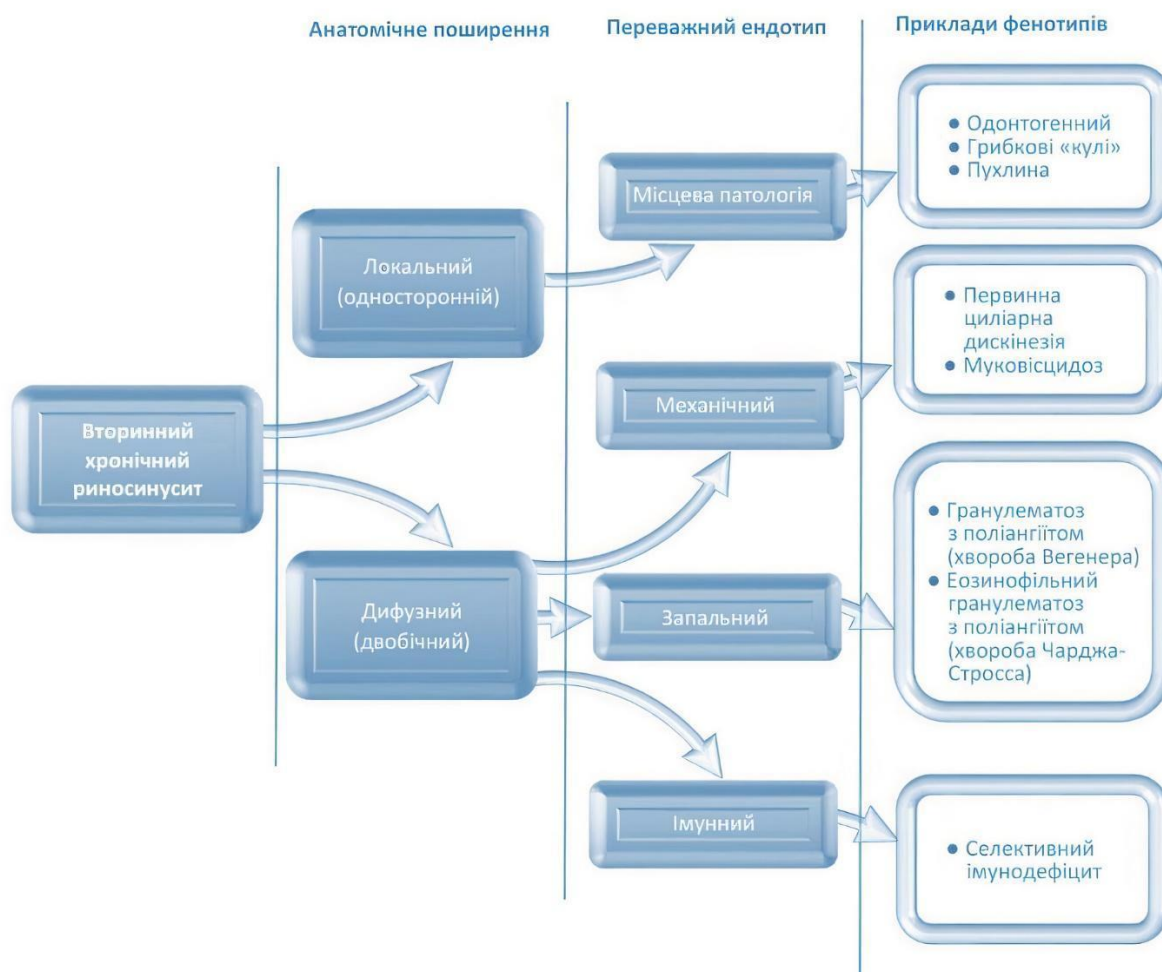 Анатомічне поширення
Переважний ендотип
Приклади фенотипів
Вторинний
хронічний
риносинусит
Локальний
(односторонній)
Дифузний
(двобічний)
Місцева патологія
Механічний
Запальний
Імунний
● Одонтогенний
● Грибкові «кулі»
● Пухлина
● Первинна
циліарна
дискінезія
● Муковісцидоз
● Гранулематоз
з поліангіїтом
(хвороба Вегенера)
● Еозинофільний
гранулематоз
з поліангіїтом
(хвороба Чарджа-
Стросса)
● Селективний
імунодефіцит